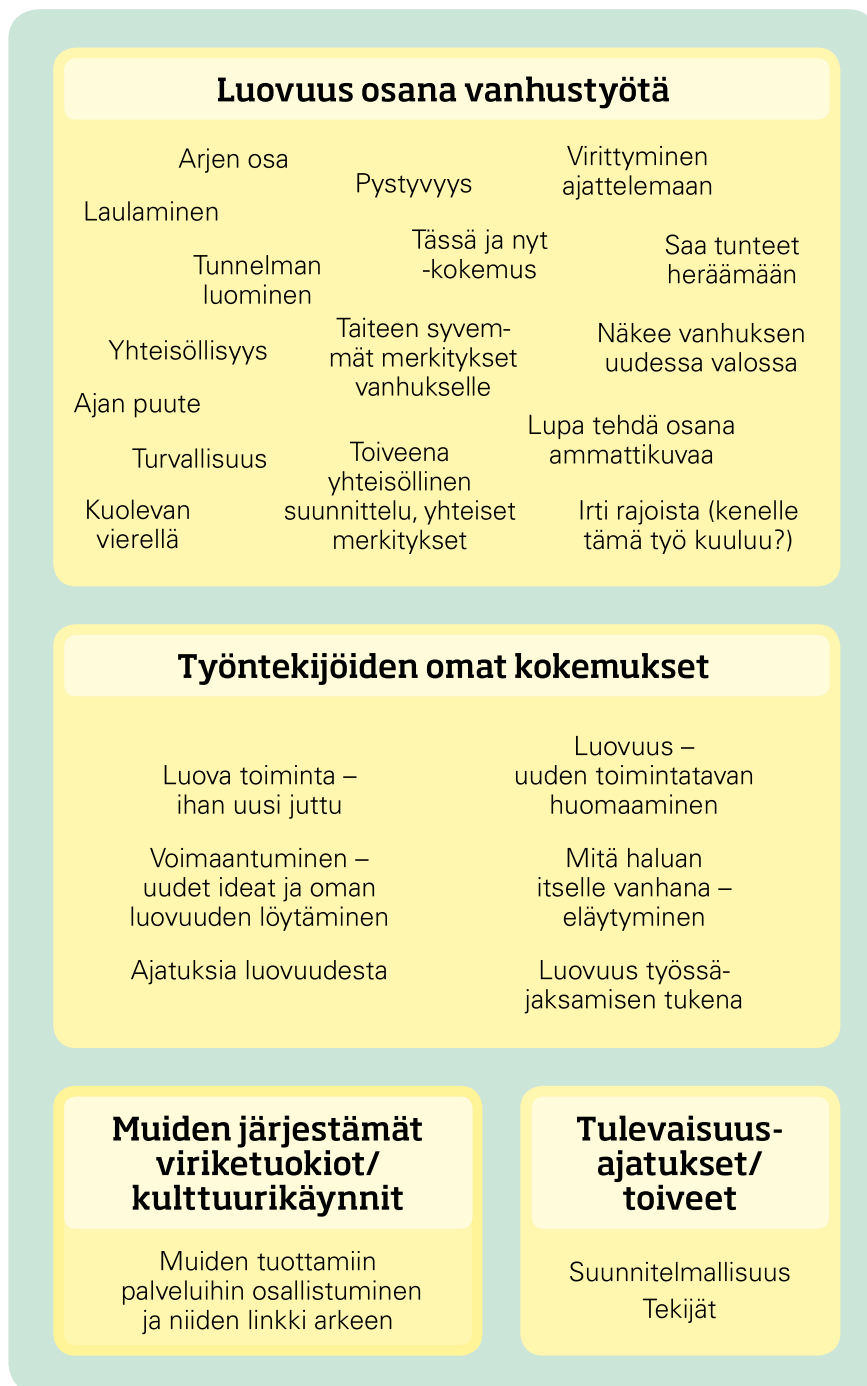 Luovuus osana vanhustyötä
Arjen osa
Pystyvyys
Virittyminen
ajattelemaan
Laulaminen
Tunnelman
luominen
Tässä ja nyt
-kokemus
Saa tunteet
heräämään
Yhteisöllisyys
Taiteen syvem-
mät merkitykset
vanhukselle
Näkee vanhuksen
uudessa valossa
Ajan puute
Turvallisuus
Toiveena
yhteisöllinen
suunnittelu, yhteiset
merkitykset
Lupa tehdä osana
ammattikuvaa
Kuolevan
vierellä
Irti rajoista (kenelle
tämä työ kuuluu?)
Työntekijöiden omat kokemukset
Luova toiminta –
ihan uusi juttu
Luovuus –
uuden toimintatavan
huomaaminen
Voimaantuminen –
uudet ideat ja oman
luovuuden löytäminen
Mitä haluan
itselle vanhana –
eläytyminen
Ajatuksia luovuudesta
Luovuus työssä-
jaksamisen tukena
Muiden järjestämät
viriketuokiot/
kulttuurikäynnit
Muiden tuottamiin
palveluihin osallistuminen
ja niiden linkki arkeen
Tulevaisuus-
ajatukset/
toiveet
Suunnitelmallisuus
Tekijät